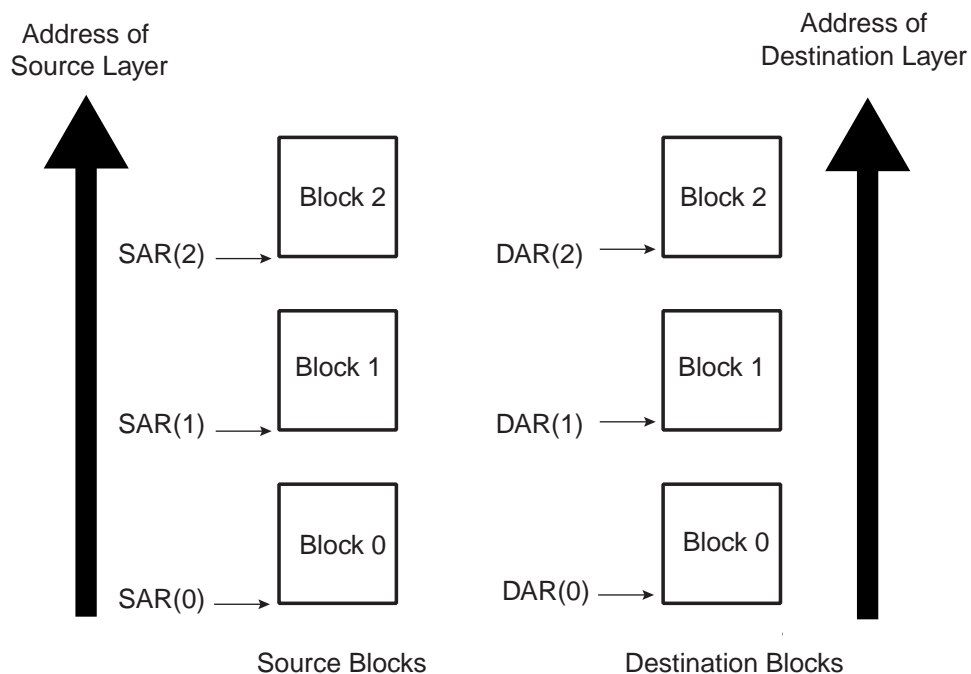 Address of
Source Layer
Address of
Destination Layer
Block 2
Block 2
SAR(2)
DAR(2)
Block 1
Block 1
SAR(1)
DAR(1)
Block 0
Block 0
SAR(0)
DAR(0)
Source Blocks
Destination Blocks